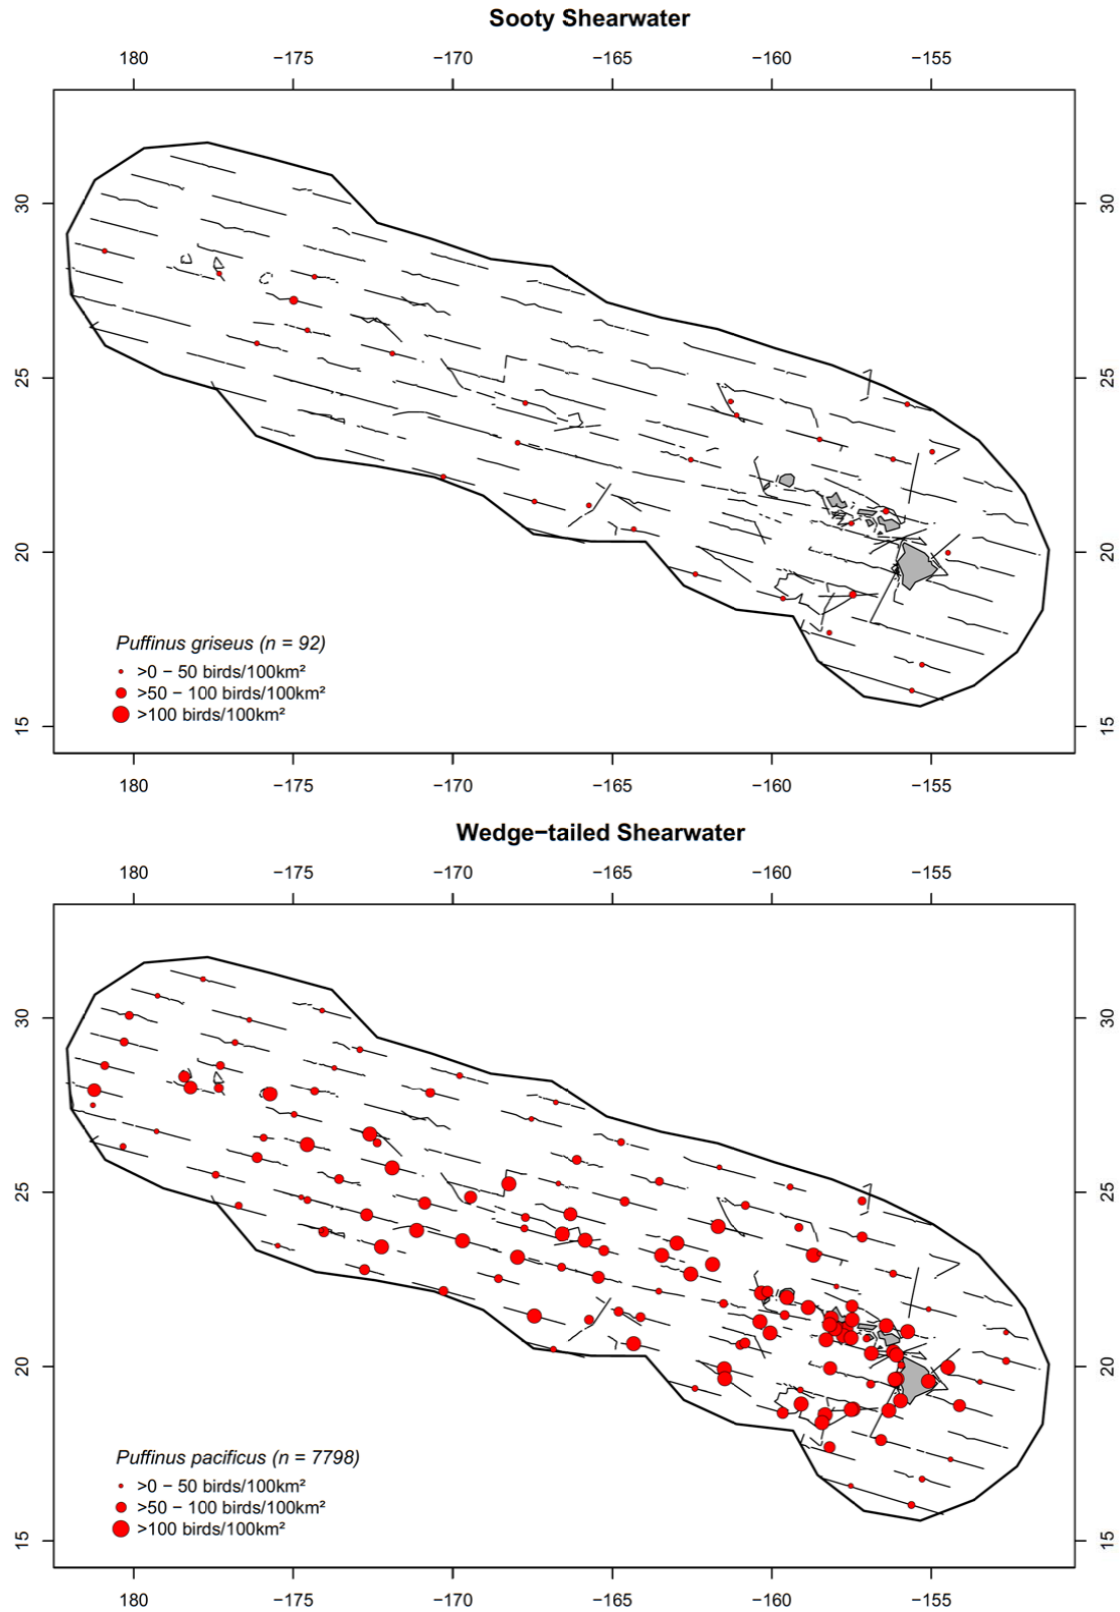 Sooty Shearwater
180 −175 −170 −165 −160 −155
30 30
25 25
20 20
15 15
Puffinus griseus (n = 92)
>0 − 50 birds/100km²
>50 − 100 birds/100km²
>100 birds/100km²
180 −175 −170 −165 −160 −155
Wedge−tailed Shearwater
180 −175 −170 −165 −160 −155
30 30
25 25
20 20
15 15
Puffinus pacificus (n = 7798)
>0 − 50 birds/100km²
>50 − 100 birds/100km²
>100 birds/100km²
180 −175 −170 −165 −160 −155